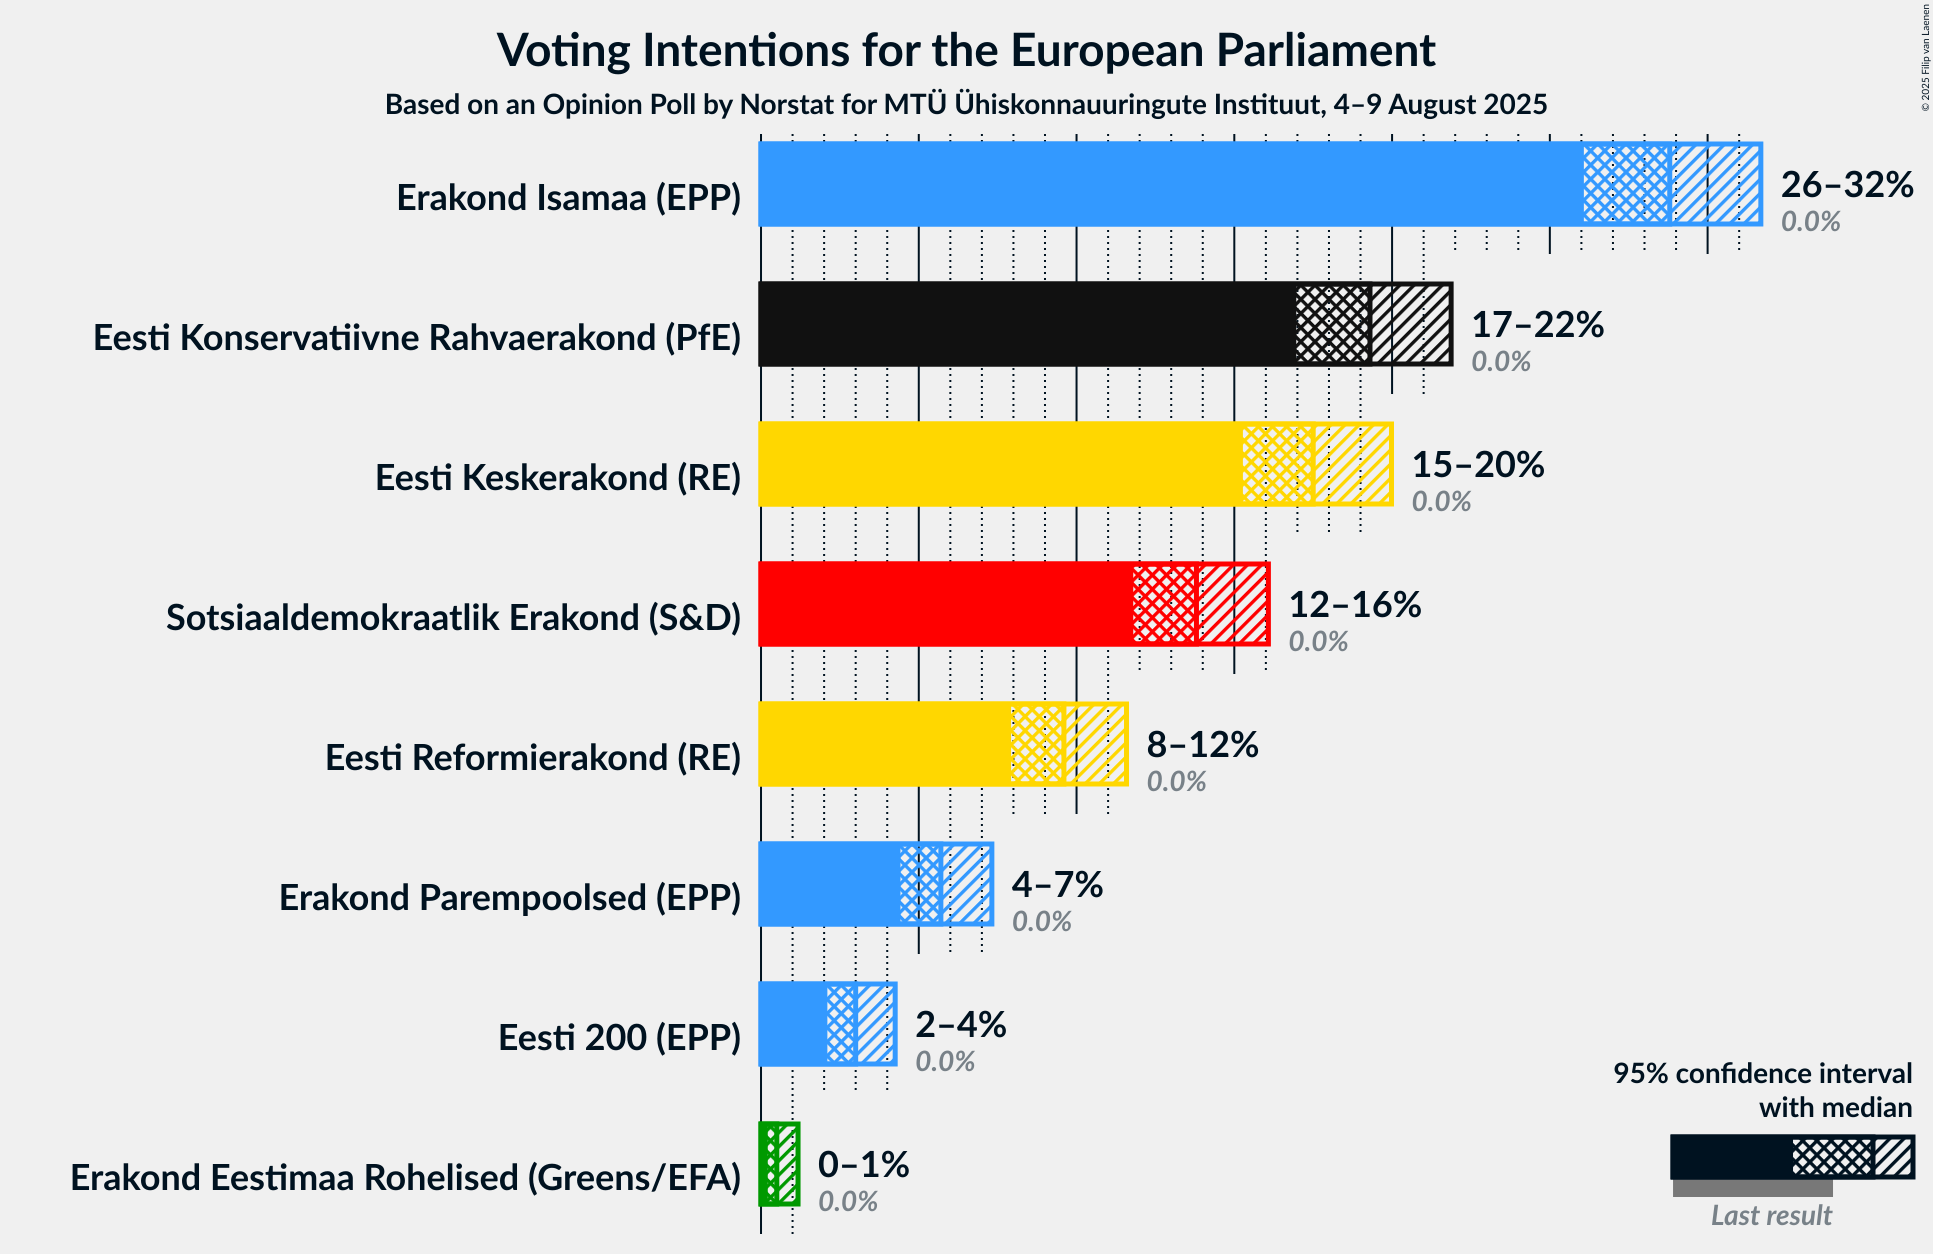 Voting Intentions for the European Parliament
Based on an Opinion Poll by Norstat for MTÜ Ühiskonnauuringute Instituut, 4–9 August 2025
© 2025 Filip van Laenen
Erakond Isamaa (EPP)
26–32%
0.0%
Eesti Konservatiivne Rahvaerakond (PfE)
17–22%
0.0%
Eesti Keskerakond (RE)
15–20%
0.0%
Sotsiaaldemokraatlik Erakond (S&D)
12–16%
0.0%
Eesti Reformierakond (RE)
8–12%
0.0%
Erakond Parempoolsed (EPP)
4–7%
0.0%
Eesti 200 (EPP)
2–4%
0.0%
Erakond Eestimaa Rohelised (Greens/EFA)
0–1%
0.0%
95% confidence interval
with median
Last result